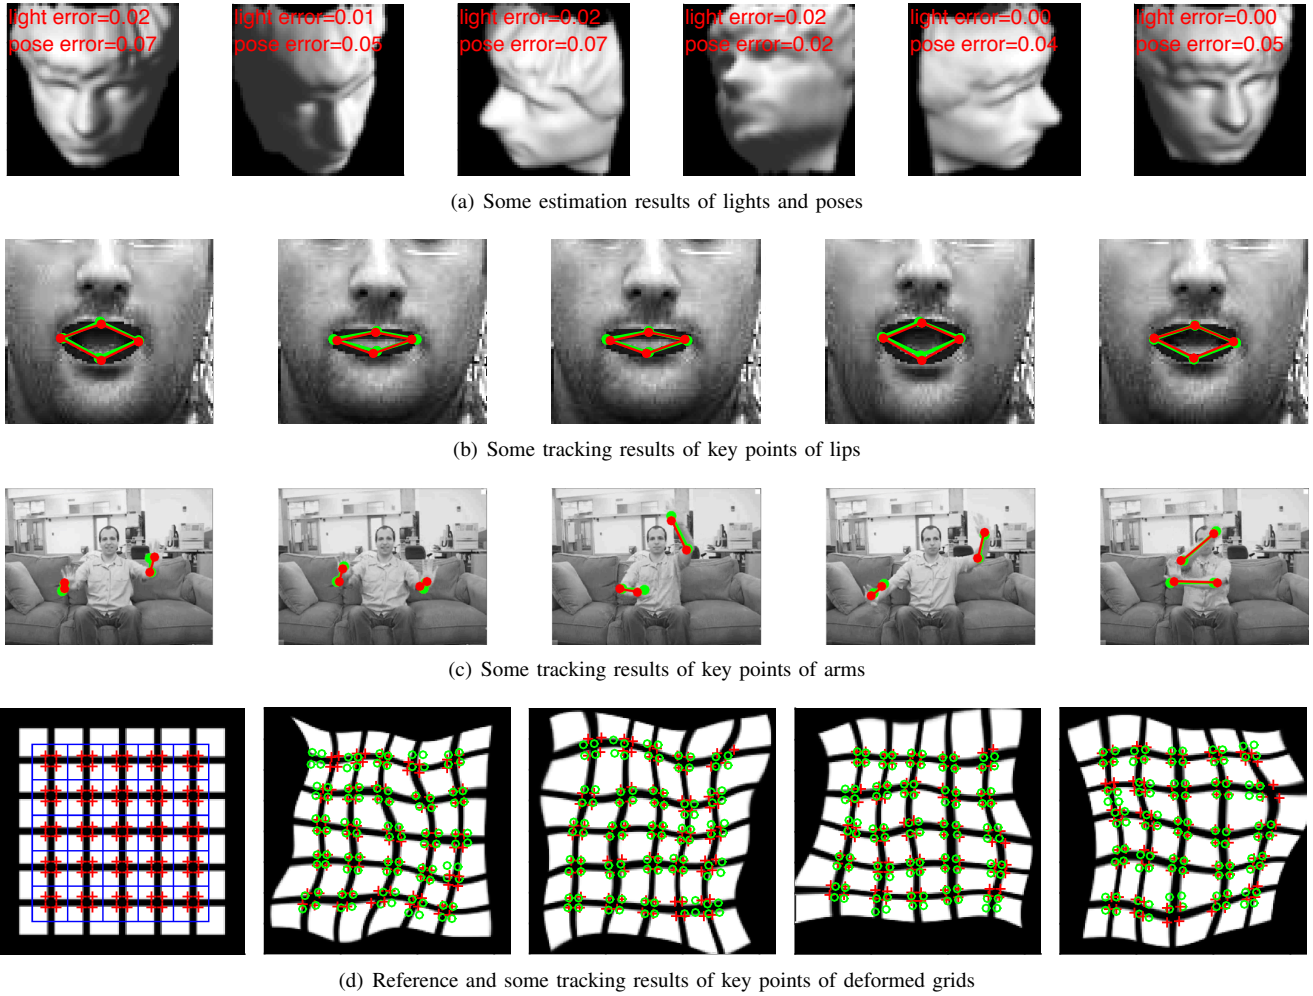 light error=0.02
pose error=0.07
light error=0.01
pose error=0.05
light error=0.02
pose error=0.07
light error=0.02
pose error=0.02
light error=0.00
pose error=0.04
light error=0.00
pose error=0.05
(a) Some estimation results of lights and poses
(b) Some tracking results of key points of lips
(c) Some tracking results of key points of arms
(d) Reference and some tracking results of key points of deformed grids